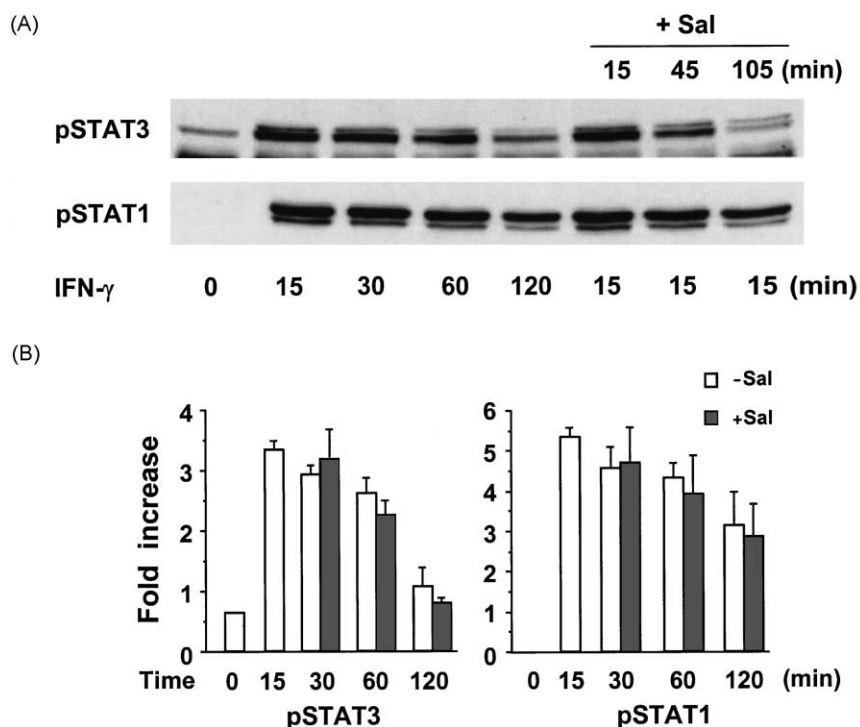 (A)
+ Sal
15 45 105 (min)
pSTAT3
pSTAT1
IFN-γ 0 15 30 60 120 15 15 15 (min)
(B)
-Sal
+Sal
Fold increase
4
3
2
1
0
6
5
4
3
2
1
0
Time 0 15 30 60 120 0 15 30 60 120 (min)
pSTAT3 pSTAT1